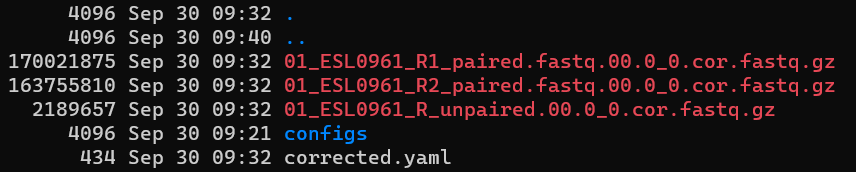 4096 Sep 30 09:32 .
4096 Sep 30 09:40 ..
170021875 Sep 30 09:32 01_ESL0961_R1_paired.fastq.00.0_0.cor.fastq.gz
163755810 Sep 30 09:32 01_ESL0961_R2_paired.fastq.00.0_0.cor.fastq.gz
2189657 Sep 30 09:32 01_ESL0961_R_unpaired.00.0_0.cor.fastq.gz
4096 Sep 30 09:21 configs
434 Sep 30 09:32 corrected.yaml